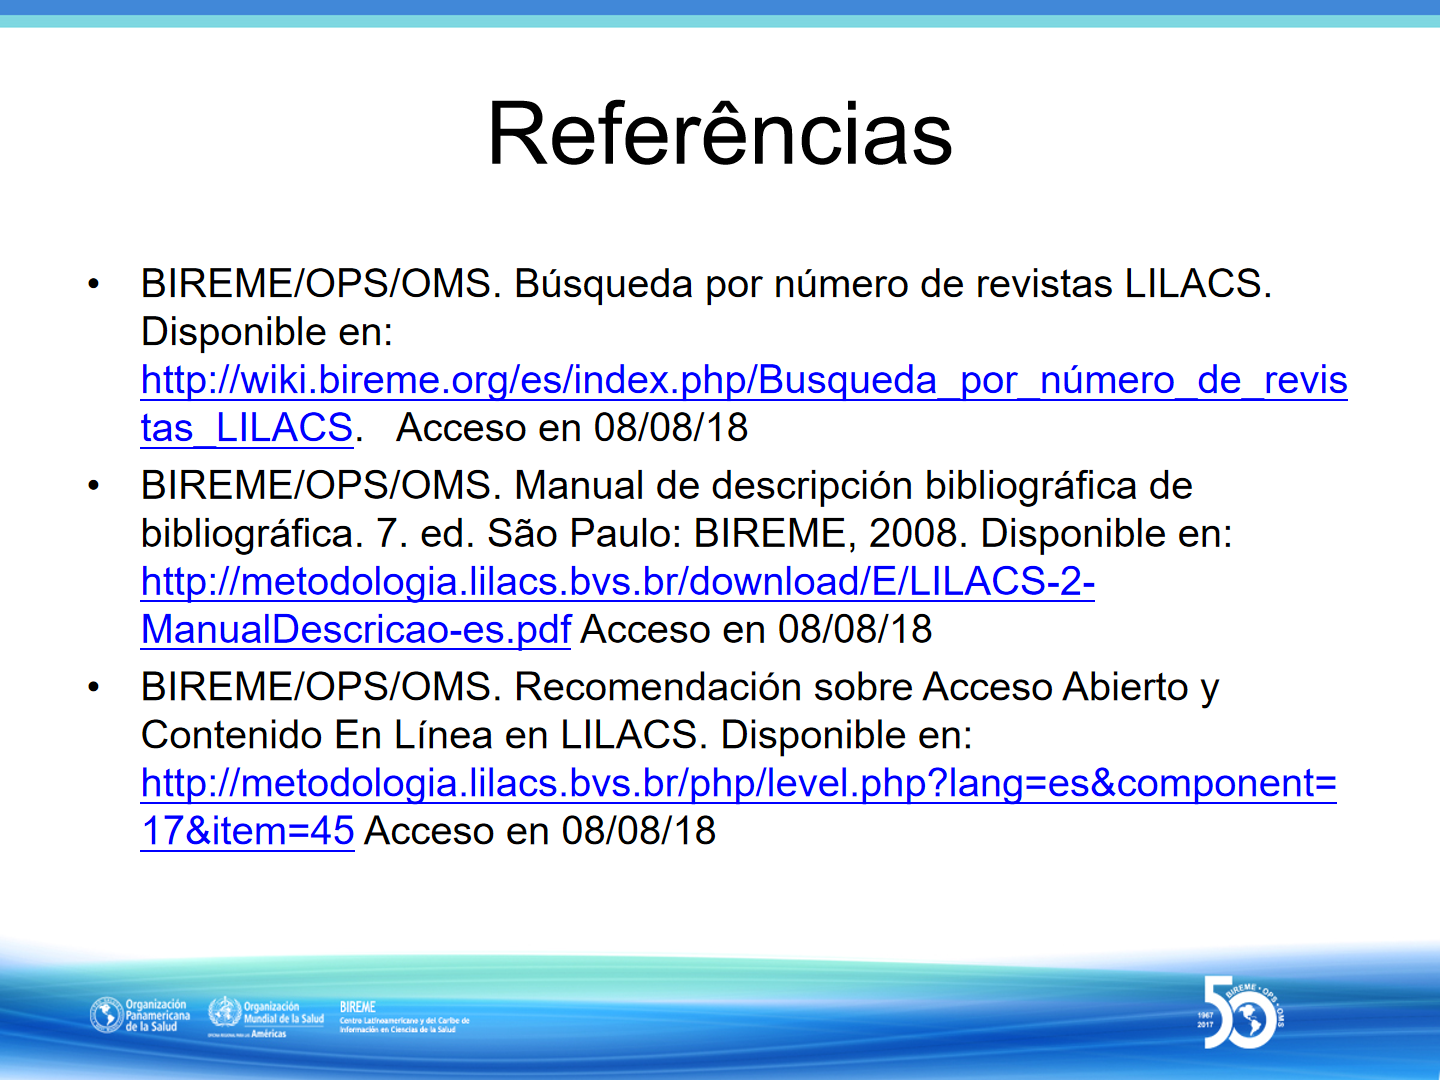 Referências
• BIREME/OPS/OMS. Búsqueda por número de revistas LILACS.
Disponible en:
http://wiki.bireme.org/es/index.php/Busqueda_por_número_de_revis
tas_LILACS.   Acceso en 08/08/18
• BIREME/OPS/OMS. Manual de descripción bibliográfica de
bibliográfica. 7. ed. São Paulo: BIREME, 2008. Disponible en:
http://metodologia.lilacs.bvs.br/download/E/LILACS-2-
ManualDescricao-es.pdf Acceso en 08/08/18
• BIREME/OPS/OMS. Recomendación sobre Acceso Abierto y
Contenido En Línea en LILACS. Disponible en:
http://metodologia.lilacs.bvs.br/php/level.php?lang=es&component=
17&item=45 Acceso en 08/08/18
Organización
Panamericana
de la Salud
Organización
Mundial de la Salud
OFICINA REGIONAL PARA LAS Américas
BIREME
Centro Latinoamericano y del Caribe de
Información en Ciencias de la Salud
50
BIREME • OPS • OMS
1967
2017